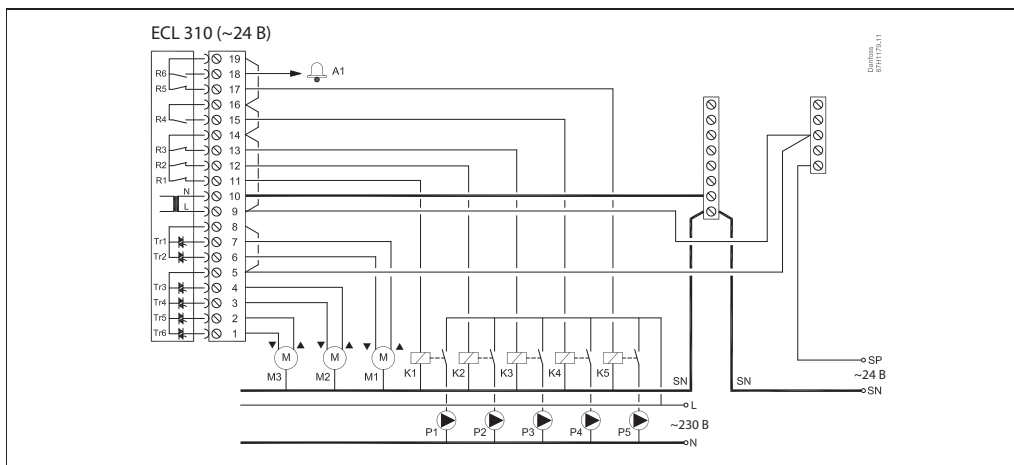 ECL 310 (~24 В)
Danfoss
87H1179.11
19
R6 18 A1
R5 17
16
R4 15
14
R3 13
R2 12
R1 11
N 10
L 9
8
Tr1 7
Tr2 6
5
Tr3 4
Tr4 3
Tr5 2
Tr6 1
M M M K1 K2 K3 K4 K5 SP
M3 M2 M1 SN SN ~24 В
SN
L
P1 P2 P3 P4 P5 ~230 В
N